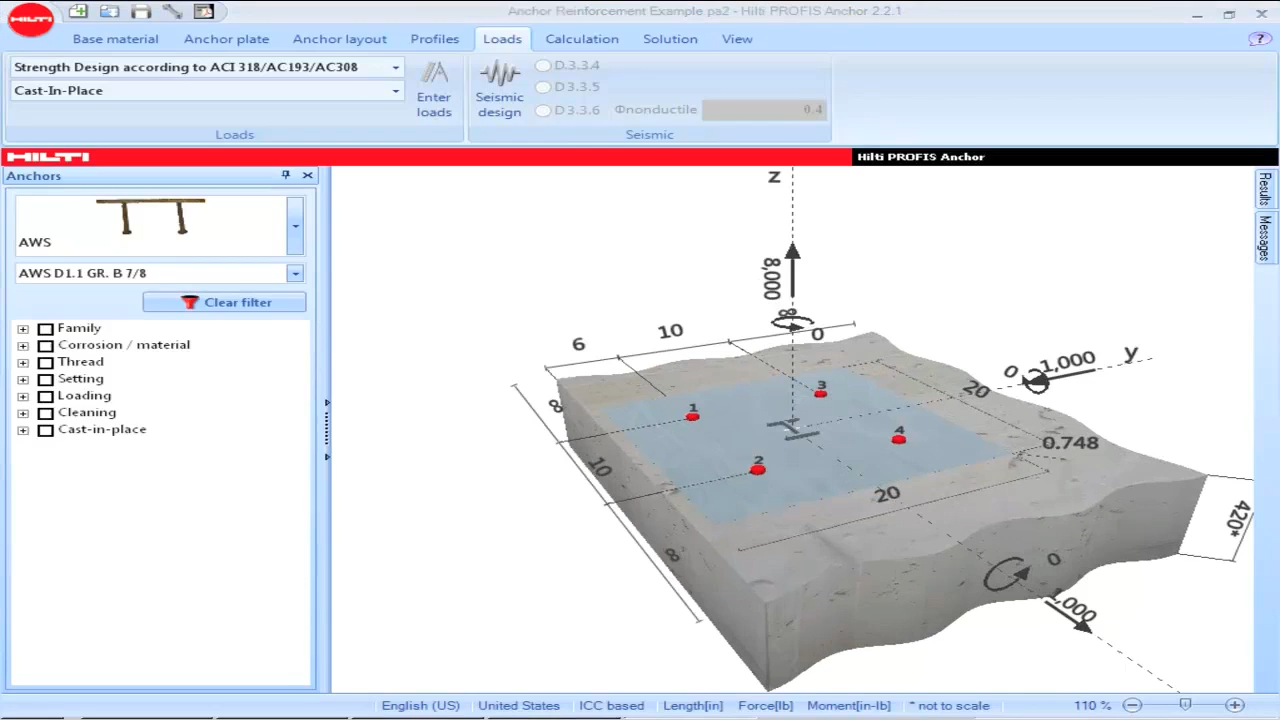 HILTI
Anchor Reinforcement Example pa2 - Hilti PROFIS Anchor 2.2.1
Base material Anchor plate Anchor layout Profiles Loads Calculation Solution View
Strength Design according to ACI 318/AC193/AC308
Cast-In-Place
Enter loads
Seismic design
D.3.3.4
D.3.3.5
D.3.3.6 Φnonductile 0.4
Loads
Seismic
HILTI
Hilti PROFIS Anchor
Anchors
AWS
AWS D1.1 GR. B 7/8
Clear filter
Family
Corrosion / material
Thread
Setting
Loading
Cleaning
Cast-in-place
Results
Messages
z
8,000
0
6
10
y
1,000
0
20
8
10
8
1
2
3
4
0.748
20
420*
0
1,000
English (US) United States ICC based Length[in] Force[lb] Moment[in-lb] * not to scale 110 %